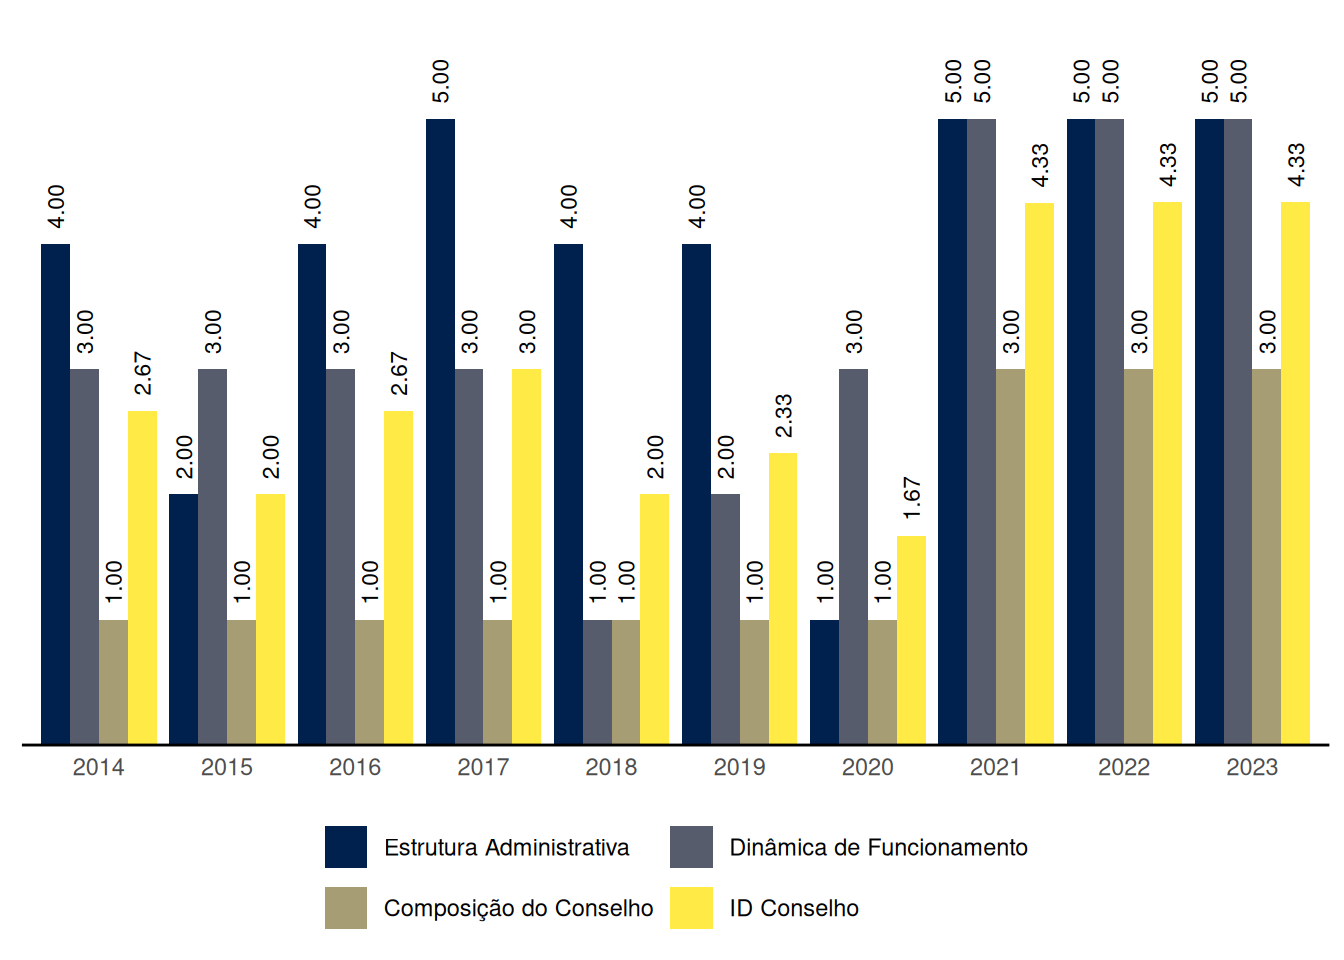 4.00 3.00 1.00 2.67 2.00 3.00 1.00 2.00 4.00 3.00 1.00 2.67 5.00 3.00 1.00 3.00 4.00 1.00 1.00 2.00 4.00 2.00 1.00 2.33 1.00 3.00 1.00 1.67 5.00 5.00 3.00 4.33 5.00 5.00 3.00 4.33 5.00 5.00 3.00 4.33
2014 2015 2016 2017 2018 2019 2020 2021 2022 2023
Estrutura Administrativa Dinâmica de Funcionamento
Composição do Conselho ID Conselho